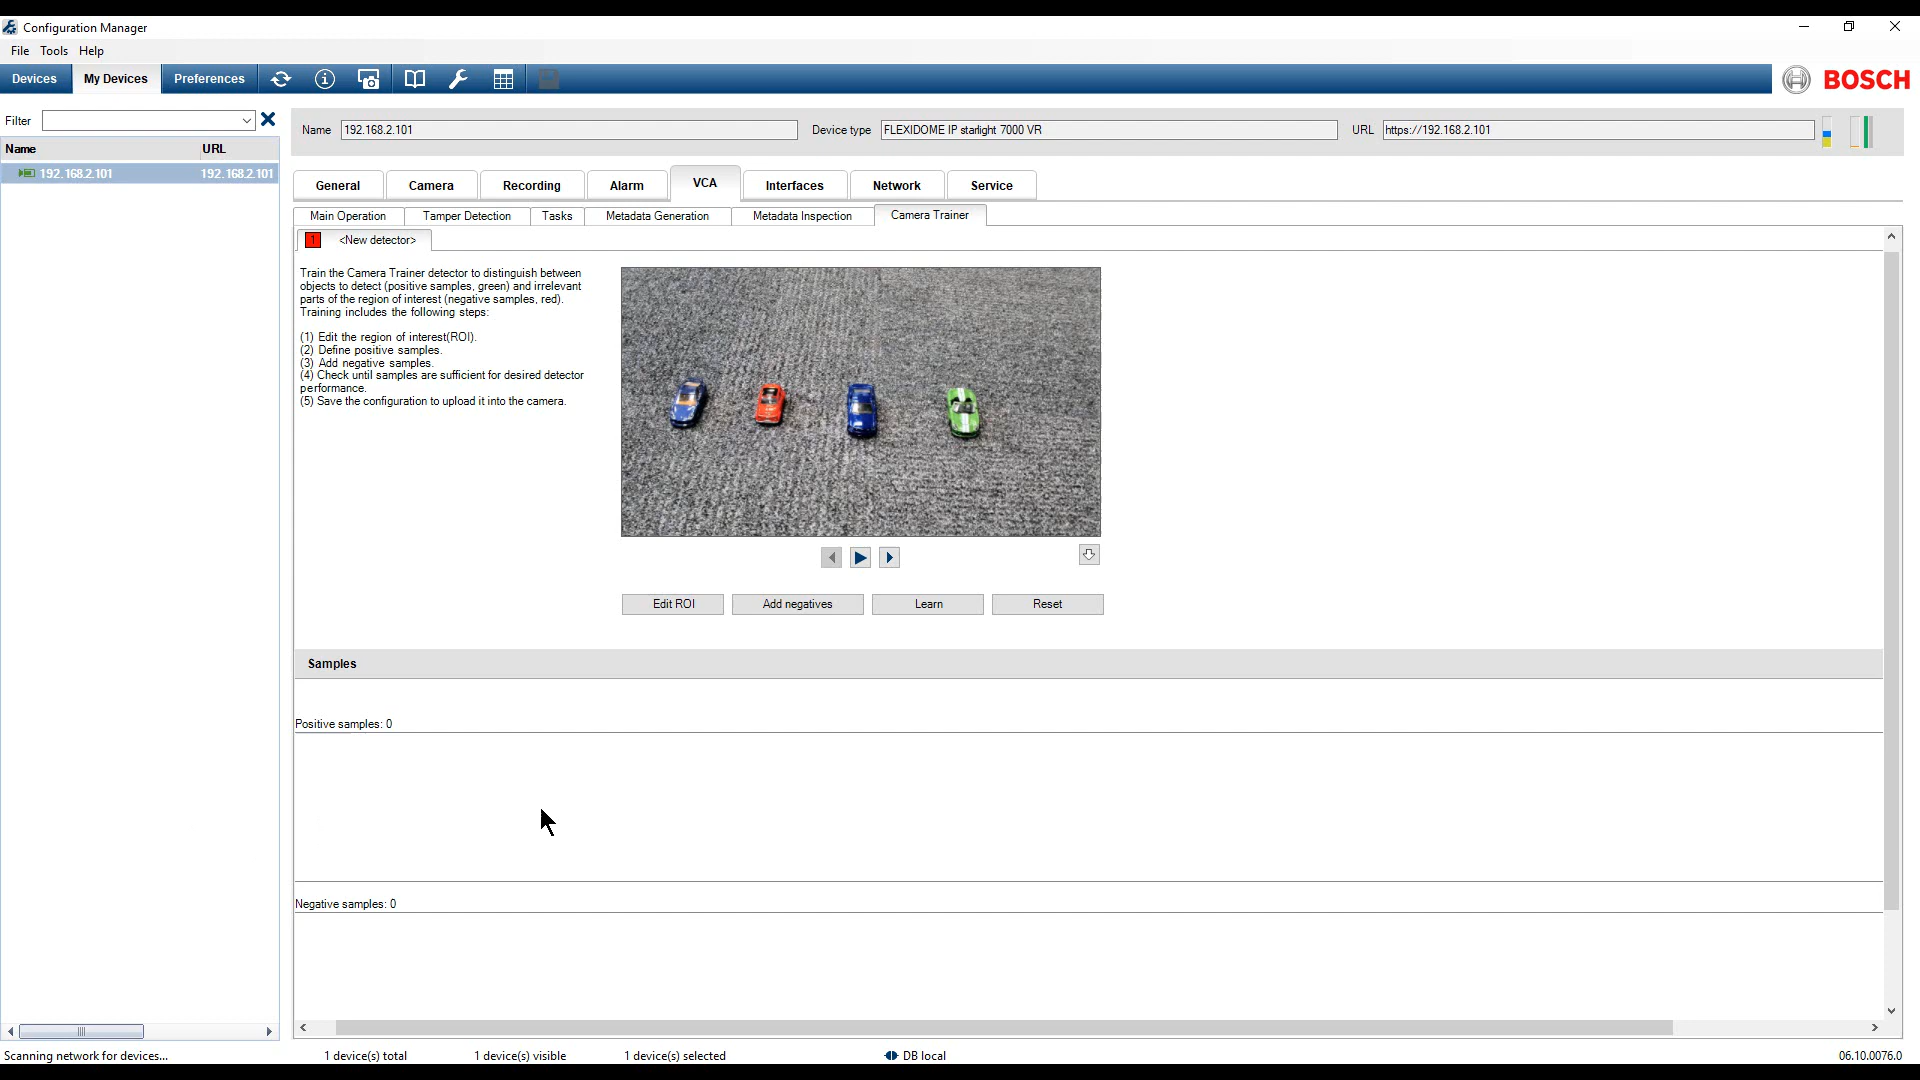 Configuration Manager
File Tools Help
Devices My Devices Preferences
BOSCH
Filter
Name 192.168.2.101 Device type FLEXIDOME IP starlight 7000 VR URL https://192.168.2.101
Name URL
192.168.2.101 192.168.2.101
General Camera Recording Alarm VCA Interfaces Network Service
Main Operation Tamper Detection Tasks Metadata Generation Metadata Inspection Camera Trainer
1 <New detector>
Train the Camera Trainer detector to distinguish between
objects to detect (positive samples, green) and irrelevant
parts of the region of interest (negative samples, red).
Training includes the following steps:
(1) Edit the region of interest(ROI).
(2) Define positive samples.
(3) Add negative samples.
(4) Check until samples are sufficient for desired detector
performance.
(5) Save the configuration to upload it into the camera.
Edit ROI Add negatives Learn Reset
Samples
Positive samples: 0
Negative samples: 0
Scanning network for devices... 1 device(s) total 1 device(s) visible 1 device(s) selected DB local 06.10.0076.0